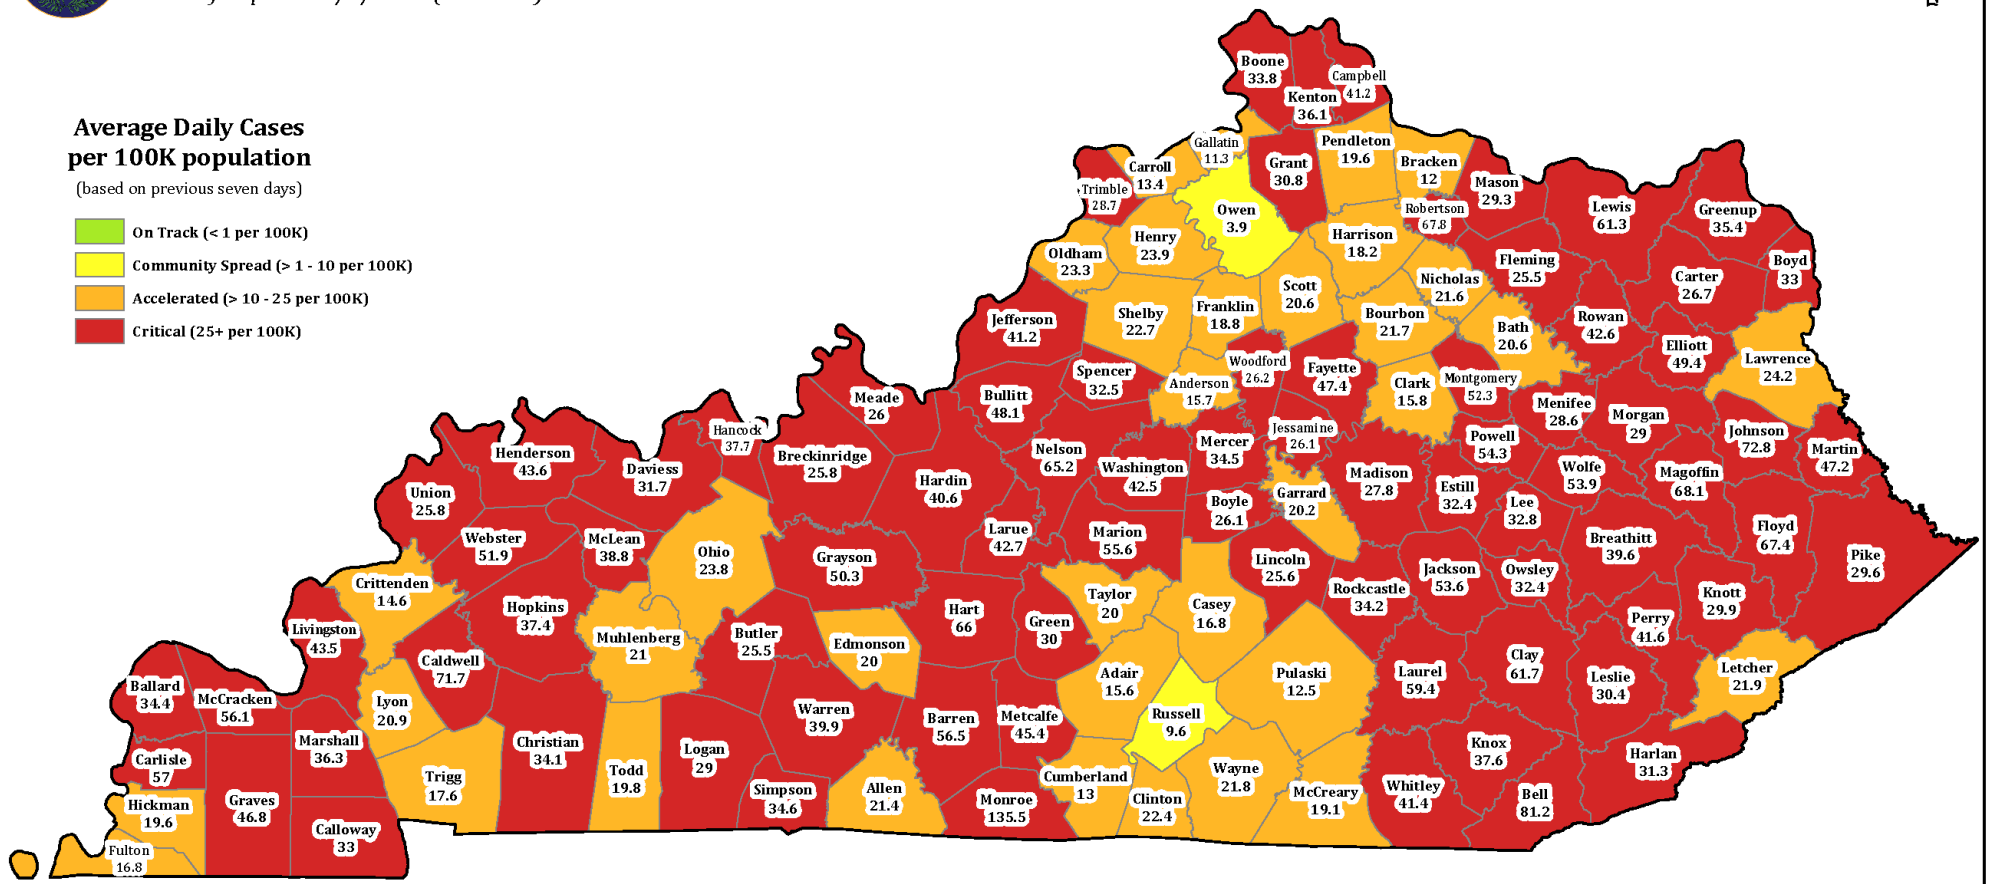 Average Daily Cases
per 100K population
(based on previous seven days)
On Track (< 1 per 100K)
Community Spread (> 1 - 10 per 100K)
Accelerated (> 10 - 25 per 100K)
Critical (25+ per 100K)
Boone
33.8
Kenton
36.1
Campbell
41.2
Gallatin
11.3
Carroll
13.4
Trimble
28.7
Grant
30.8
Pendleton
19.6
Bracken
12
Mason
29.3
Robertson
67.8
Lewis
61.3
Greenup
35.4
Boyd
33
Owen
3.9
Henry
23.9
Oldham
23.3
Harrison
18.2
Nicholas
21.6
Fleming
25.5
Carter
26.7
Jefferson
41.2
Shelby
22.7
Franklin
18.8
Scott
20.6
Bourbon
21.7
Bath
20.6
Rowan
42.6
Elliott
49.4
Lawrence
24.2
Spencer
32.5
Anderson
15.7
Woodford
26.2
Fayette
47.4
Clark
15.8
Montgomery
52.3
Menifee
28.6
Morgan
29
Johnson
72.8
Martin
47.2
Meade
26
Bullitt
48.1
Hancock
37.7
Breckinridge
25.8
Hardin
40.6
Nelson
65.2
Washington
42.5
Mercer
34.5
Jessamine
26.1
Madison
27.8
Powell
54.3
Estill
32.4
Wolfe
53.9
Magoffin
68.1
Lee
32.8
Henderson
43.6
Daviess
31.7
Union
25.8
Webster
51.9
McLean
38.8
Ohio
23.8
Grayson
50.3
Larue
42.7
Marion
55.6
Boyle
26.1
Garrard
20.2
Lincoln
25.6
Rockcastle
34.2
Jackson
53.6
Owsley
32.4
Breathitt
39.6
Floyd
67.4
Pike
29.6
Knott
29.9
Perry
41.6
Crittenden
14.6
Livingston
43.5
Hopkins
37.4
Muhlenberg
21
Butler
25.5
Edmonson
20
Hart
66
Green
30
Taylor
20
Casey
16.8
Caldwell
71.7
Lyon
20.9
Ballard
34.4
McCracken
56.1
Marshall
36.3
Carlisle
57
Graves
46.8
Hickman
19.6
Fulton
16.8
Calloway
33
Trigg
17.6
Christian
34.1
Todd
19.8
Logan
29
Warren
39.9
Simpson
34.6
Allen
21.4
Barren
56.5
Metcalfe
45.4
Monroe
135.5
Adair
15.6
Russell
9.6
Cumberland
13
Clinton
22.4
Pulaski
12.5
Wayne
21.8
McCreary
19.1
Laurel
59.4
Whitley
41.4
Clay
61.7
Knox
37.6
Bell
81.2
Leslie
30.4
Harlan
31.3
Letcher
21.9